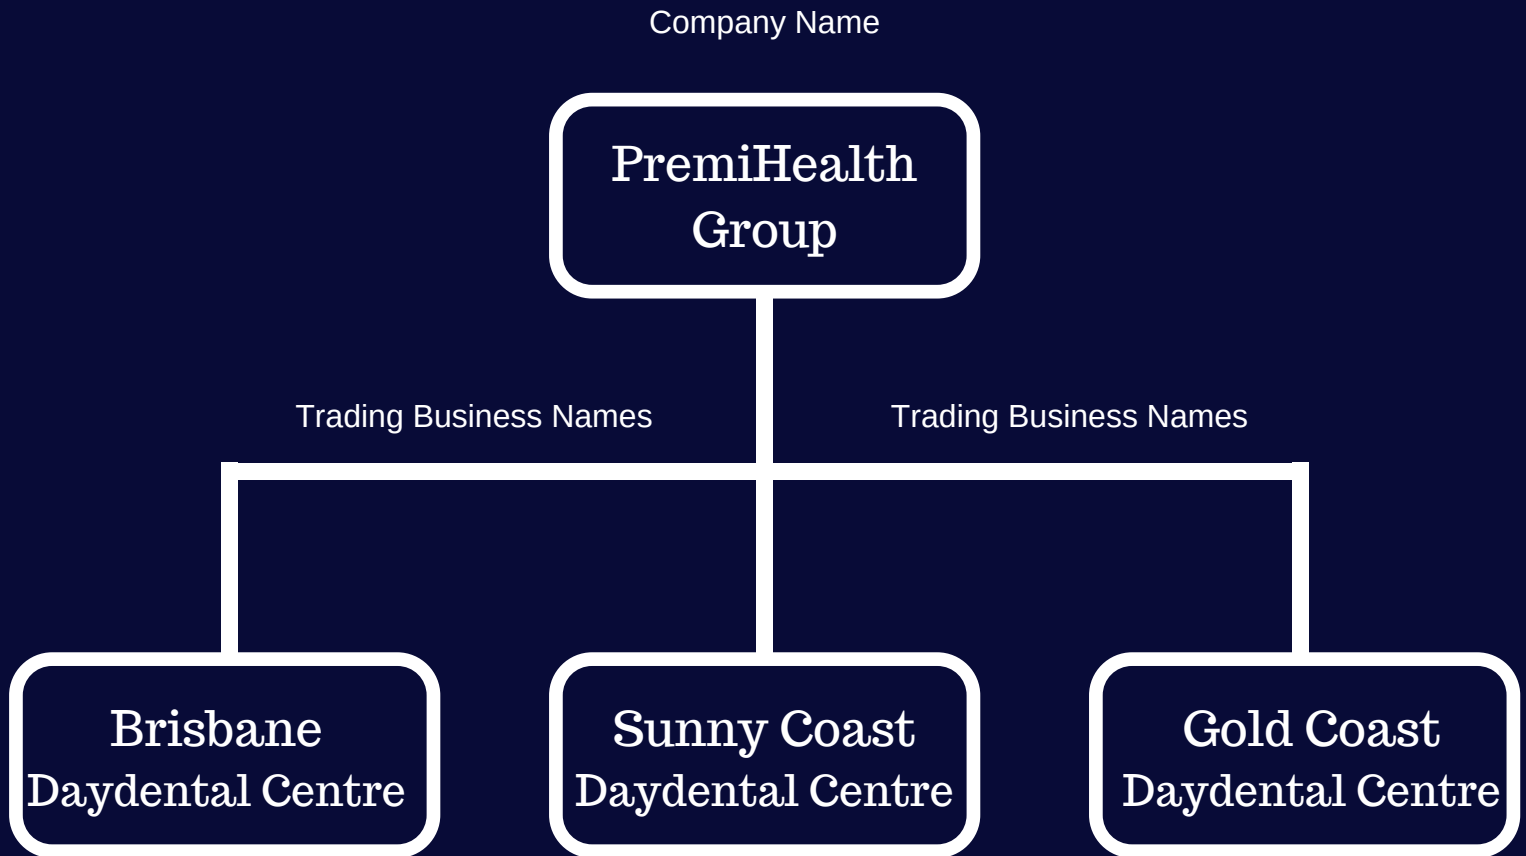 Company Name
PremiHealth
Group
Trading Business Names
Trading Business Names
Brisbane
Daydental Centre
Sunny Coast
Daydental Centre
Gold Coast
Daydental Centre